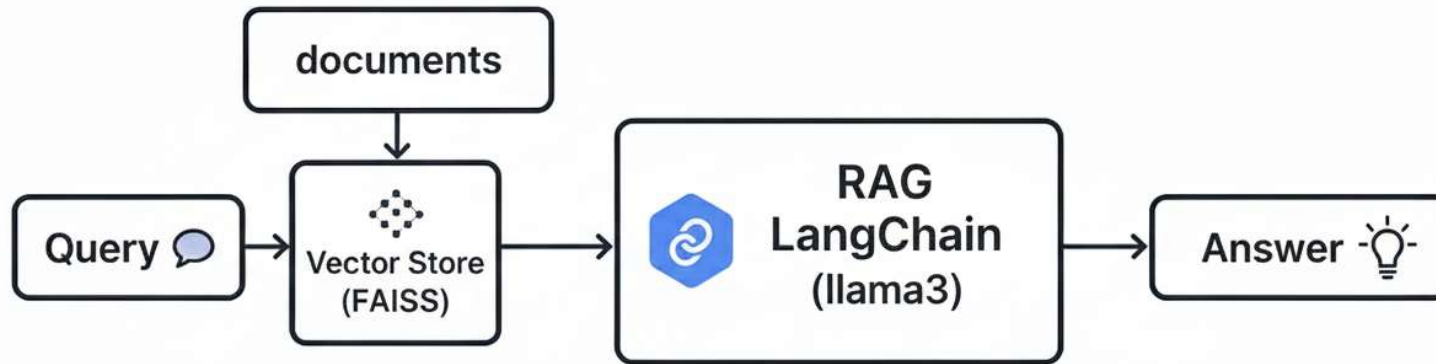 documents
Query
Vector Store
(FAISS)
RAG
LangChain
(llama3)
Answer